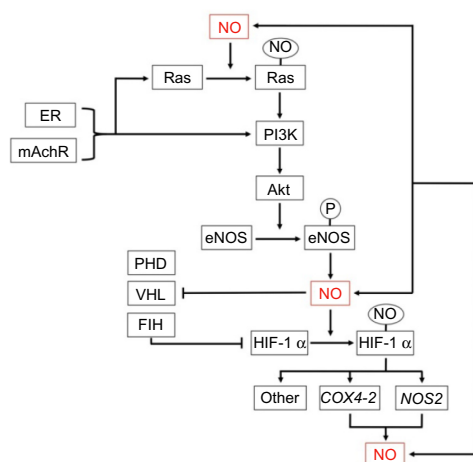 NO
NO
Ras
Ras
ER
mAchR
PI3K
Akt
P
eNOS
eNOS
PHD
VHL
NO
FIH
NO
HIF-1 α
HIF-1 α
Other
COX4-2
NOS2
NO